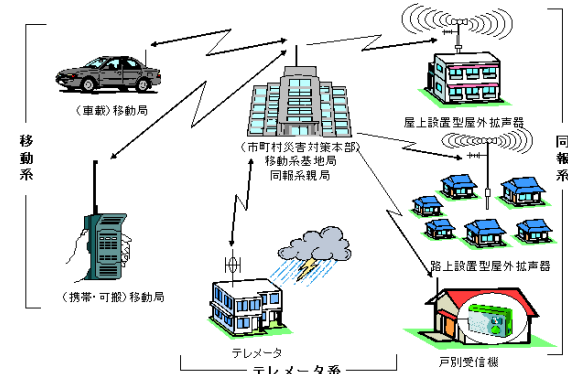 (車載)移動局
移動系
(携帯・可搬)移動局
(市町村災害対策本部)
移動系基地局
同報系親局
テレメータ
テレメータ系
屋上設置型屋外拡声器
同報系
路上設置型屋外拡声器
戸別受信機